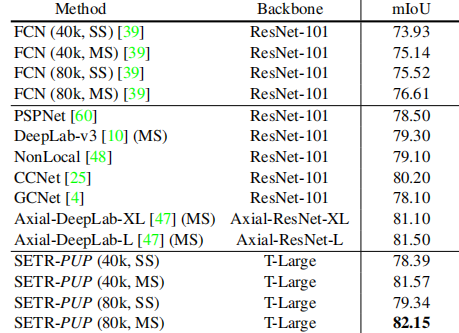 Method Backbone mIoU
FCN (40k, SS) [39] ResNet-101 73.93
FCN (40k, MS) [39] ResNet-101 75.14
FCN (80k, SS) [39] ResNet-101 75.52
FCN (80k, MS) [39] ResNet-101 76.61
PSPNet [60] ResNet-101 78.50
DeepLab-v3 [10] (MS) ResNet-101 79.30
NonLocal [48] ResNet-101 79.10
CCNet [25] ResNet-101 80.20
GCNet [4] ResNet-101 78.10
Axial-DeepLab-XL [47] (MS) Axial-ResNet-XL 81.10
Axial-DeepLab-L [47] (MS) Axial-ResNet-L 81.50
SETR-PUP (40k, SS) T-Large 78.39
SETR-PUP (40k, MS) T-Large 81.57
SETR-PUP (80k, SS) T-Large 79.34
SETR-PUP (80k, MS) T-Large 82.15